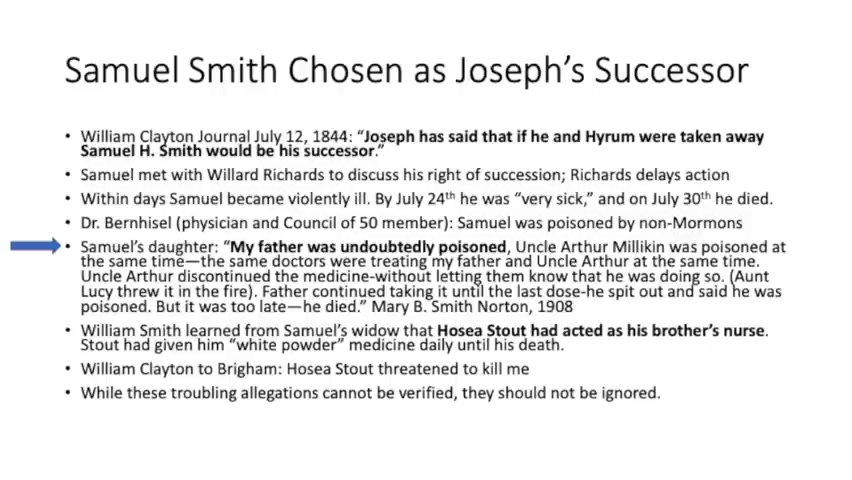 Samuel Smith Chosen as Joseph's Successor
• William Clayton Journal July 12, 1844: “Joseph has said that if he and Hyrum were taken away
Samuel H. Smith would be his successor.”
• Samuel met with Willard Richards to discuss his right of succession; Richards delays action
• Within days Samuel became violently ill. By July 24th he was “very sick,” and on July 30th he died.
• Dr. Bernhisel (physician and Council of 50 member): Samuel was poisoned by non-Mormons
• Samuel's daughter: “My father was undoubtedly poisoned, Uncle Arthur Millikin was poisoned at
the same time—the same doctors were treating my father and Uncle Arthur at the same time.
Uncle Arthur discontinued the medicine-without letting them know that he was doing so. (Aunt
Lucy threw it in the fire). Father continued taking it until the last dose-he spit out and said he was
poisoned. But it was too late—he died.” Mary B. Smith Norton, 1908
• William Smith learned from Samuel's widow that Hosea Stout had acted as his brother's nurse.
Stout had given him “white powder” medicine daily until his death.
• William Clayton to Brigham: Hosea Stout threatened to kill me
• While these troubling allegations cannot be verified, they should not be ignored.